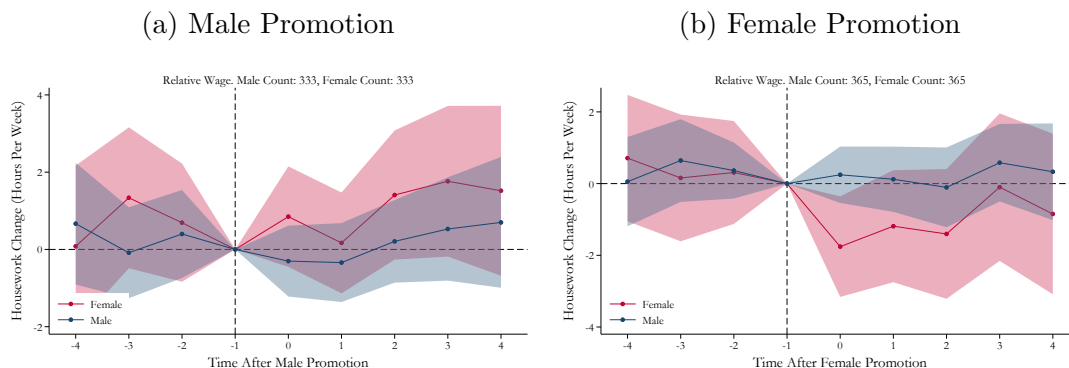 (a) Male Promotion
Relative Wage. Male Count: 333, Female Count: 333
Housework Change (Hours Per Week)
4
2
0
-2
Female
Male
-4
-3
-2
-1
0
1
2
3
4
Time After Male Promotion
(b) Female Promotion
Relative Wage. Male Count: 365, Female Count: 365
Housework Change (Hours Per Week)
2
0
-2
-4
Female
Male
-4
-3
-2
-1
0
1
2
3
4
Time After Female Promotion